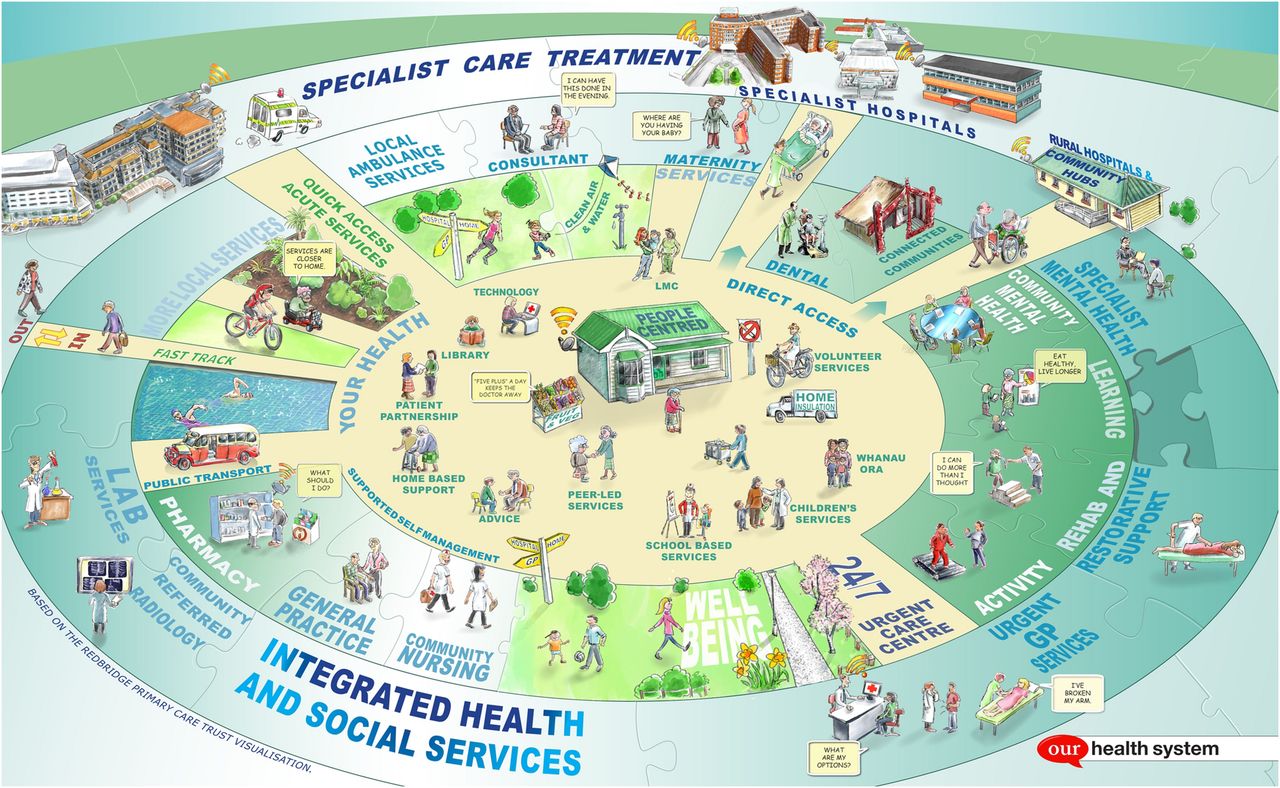 SPECIALIST CARE TREATMENT
SPECIALIST HOSPITALS
RURAL HOSPITALS &
COMMUNITY
HUBS
I CAN HAVE
THIS DONE IN
THE EVENING.
LOCAL
AMBULANCE
SERVICES
CONSULTANT
WHERE ARE
YOU HAVING
YOUR BABY?
MATERNITY
SERVICES
QUICK ACCESS
ACUTE SERVICES
HOSPITAL
HOME
GP
CLEAN AIR
& WATER
LMC
DENTAL
CONNECTED
COMMUNITIES
DIRECT ACCESS
SPECIALIST
MENTAL HEALTH
COMMUNITY
MENTAL
HEALTH
MORE LOCAL SERVICES
SERVICES ARE
CLOSER
TO HOME.
OUT
IN
FAST TRACK
YOUR HEALTH
TECHNOLOGY
LIBRARY
PEOPLE
CENTRED
VOLUNTEER
SERVICES
PATIENT
PARTNERSHIP
"FIVE PLUS" A DAY
KEEPS THE
DOCTOR AWAY
FRUIT
& VEG
HOME
INSULATION
EAT
HEALTHY,
LIVE LONGER
LEARNING
HOME BASED
SUPPORT
ADVICE
PEER-LED
SERVICES
WHANAU
ORA
SCHOOL BASED
SERVICES
CHILDREN'S
SERVICES
I CAN
DO MORE
THAN I
THOUGHT
REHAB AND
ACTIVITY
RESTORATIVE
SUPPORT
PUBLIC TRANSPORT
WHAT
SHOULD
I DO?
SUPPORTED SELF MANAGEMENT
LAB
SERVICES
PHARMACY
COMMUNITY
REFERRED
RADIOLOGY
GENERAL
PRACTICE
COMMUNITY
NURSING
HOSPITAL
HOME
GP
WELL
BEING
24/7
URGENT
CARE
CENTRE
URGENT
GP
SERVICES
I'VE
BROKEN
MY ARM.
WHAT
ARE MY
OPTIONS?
INTEGRATED HEALTH
AND SOCIAL SERVICES
BASED ON THE REDBRIDGE PRIMARY CARE TRUST VISUALISATION.
our health system